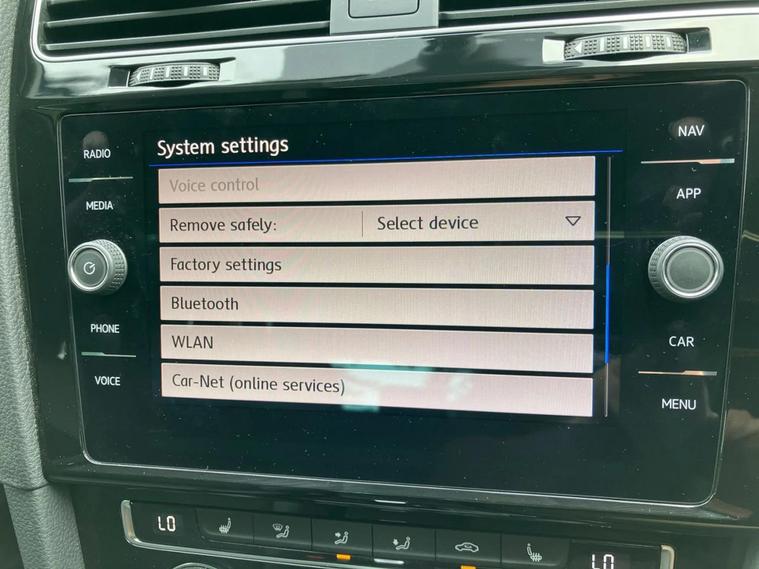 System settings
Voice control
Remove safely: Select device
Factory settings
Bluetooth
WLAN
Car-Net (online services)
RADIO
MEDIA
PHONE
VOICE
NAV
APP
CAR
MENU
LO
LO